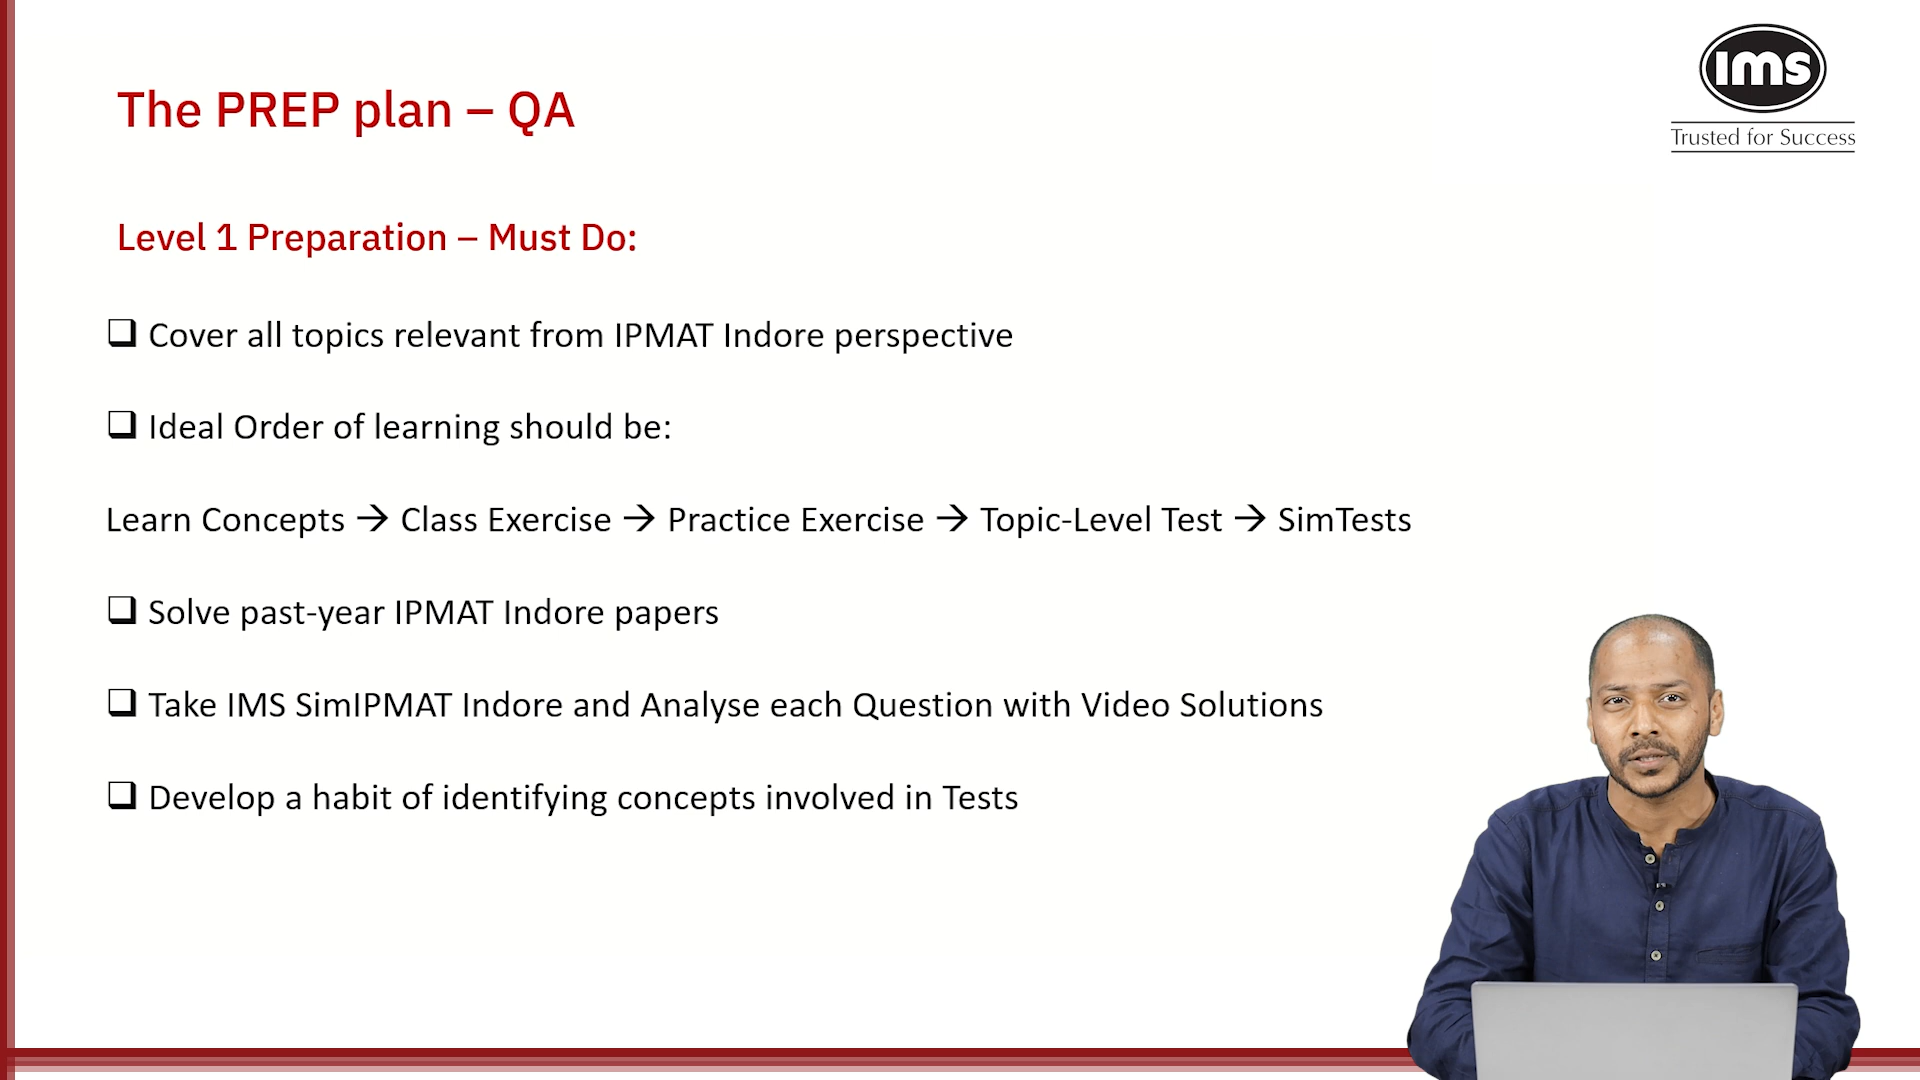 ims
Trusted for Success
The PREP plan – QA
Level 1 Preparation – Must Do:
❑ Cover all topics relevant from IPMAT Indore perspective
❑ Ideal Order of learning should be:
Learn Concepts → Class Exercise → Practice Exercise → Topic-Level Test → SimTests
❑ Solve past-year IPMAT Indore papers
❑ Take IMS SimIPMAT Indore and Analyse each Question with Video Solutions
❑ Develop a habit of identifying concepts involved in Tests